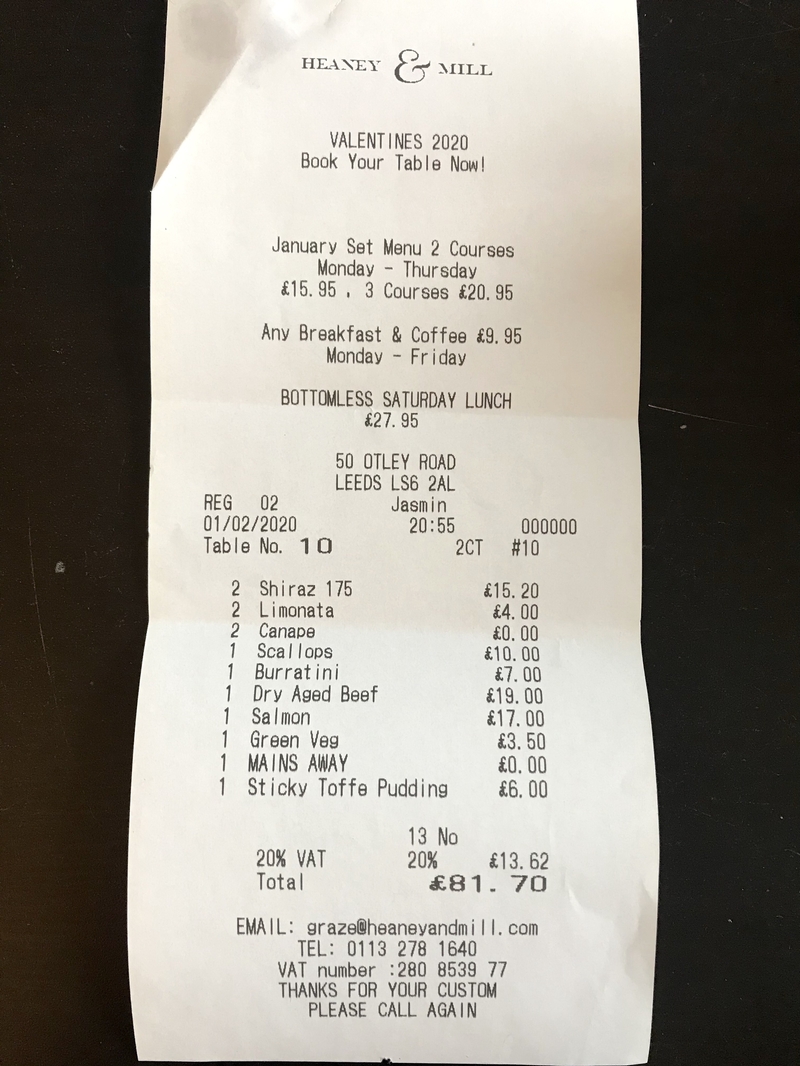 HEANEY & MILL
VALENTINES 2020
Book Your Table Now!
January Set Menu 2 Courses
Monday - Thursday
£15.95 , 3 Courses £20.95
Any Breakfast & Coffee £9.95
Monday - Friday
BOTTOMLESS SATURDAY LUNCH
£27.95
50 OTLEY ROAD
LEEDS LS6 2AL
REG 02 Jasmin
01/02/2020 20:55 000000
Table No. 10 2CT #10
2 Shiraz 175 £15.20
2 Limonata £4.00
2 Canape £0.00
1 Scallops £10.00
1 Burratini £7.00
1 Dry Aged Beef £19.00
1 Salmon £17.00
1 Green Veg £3.50
1 MAINS AWAY £0.00
1 Sticky Toffe Pudding £6.00
13 No
20% VAT 20% £13.62
Total £81.70
EMAIL: graze@heaneyandmill.com
TEL: 0113 278 1640
VAT number :280 8539 77
THANKS FOR YOUR CUSTOM
PLEASE CALL AGAIN